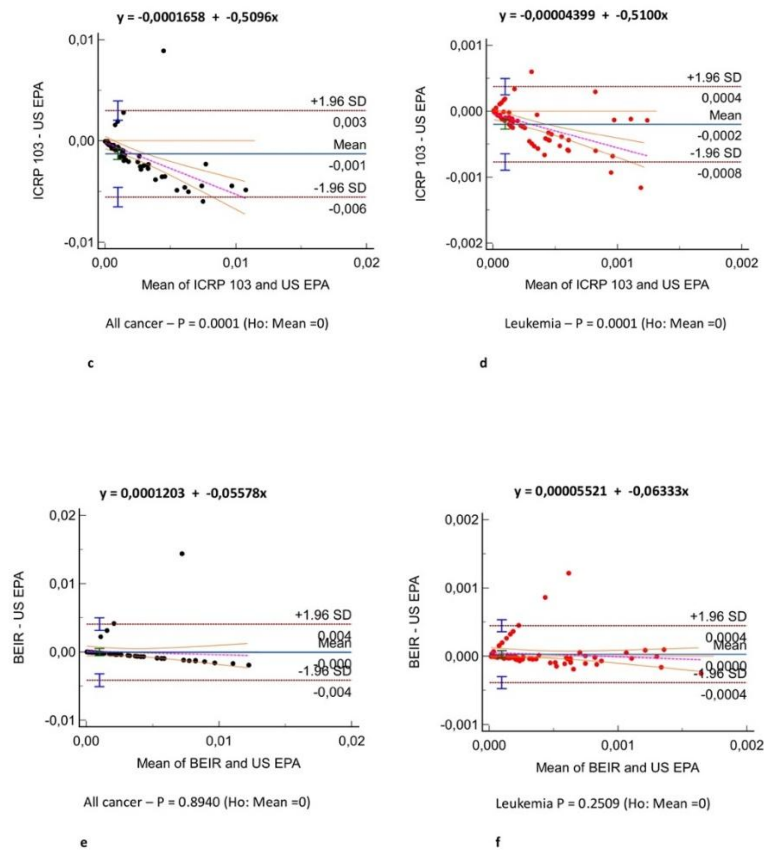 y = -0,0001658 + -0,5096x
0,01
0,00
-0,01
ICRP 103 - US EPA
+1.96 SD
0,003
Mean
-0,001
-1.96 SD
-0,006
0,00 0,01 0,02
Mean of ICRP 103 and US EPA
All cancer – P = 0.0001 (Ho: Mean =0)
c
y = -0,00004399 + -0,5100x
0,001
0,000
-0,001
-0,002
ICRP 103 - US EPA
+1.96 SD
0,0004
Mean
-0,0002
-1.96 SD
-0,0008
0,000 0,001 0,002
Mean of ICRP 103 and US EPA
Leukemia – P = 0.0001 (Ho: Mean =0)
d
y = 0,0001203 + -0,05578x
0,02
0,01
0,00
-0,01
BEIR - US EPA
+1.96 SD
0,004
Mean
-0,000
-1.96 SD
-0,004
0,00 0,01 0,02
Mean of BEIR and US EPA
All cancer – P = 0.8940 (Ho: Mean =0)
e
y = 0,00005521 + -0,06333x
0,002
0,001
0,000
-0,001
BEIR - US EPA
+1.96 SD
0,0004
Mean
0,0000
-1.96 SD
-0,0004
0,000 0,001 0,002
Mean of BEIR and US EPA
Leukemia P = 0.2509 (Ho: Mean =0)
f